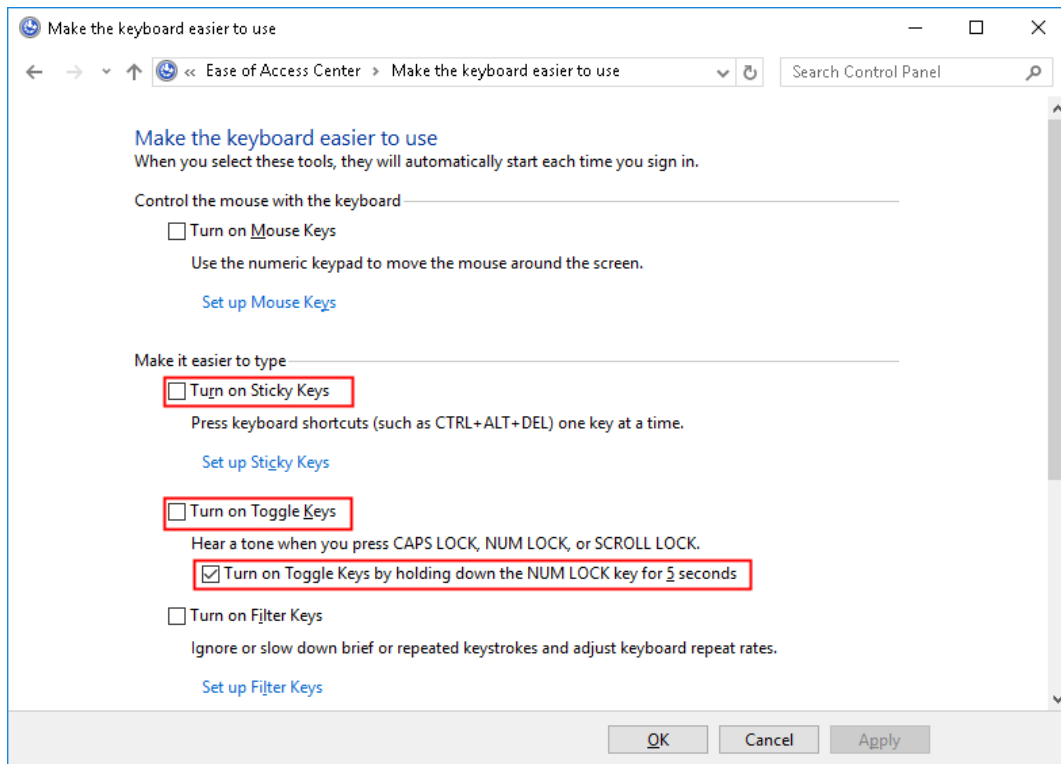 Make the keyboard easier to use
« Ease of Access Center > Make the keyboard easier to use
Search Control Panel
Make the keyboard easier to use
When you select these tools, they will automatically start each time you sign in.
Control the mouse with the keyboard
Turn on Mouse Keys
Use the numeric keypad to move the mouse around the screen.
Set up Mouse Keys
Make it easier to type
Turn on Sticky Keys
Press keyboard shortcuts (such as CTRL+ALT+DEL) one key at a time.
Set up Sticky Keys
Turn on Toggle Keys
Hear a tone when you press CAPS LOCK, NUM LOCK, or SCROLL LOCK.
Turn on Toggle Keys by holding down the NUM LOCK key for 5 seconds
Turn on Filter Keys
Ignore or slow down brief or repeated keystrokes and adjust keyboard repeat rates.
Set up Filter Keys
OK Cancel Apply